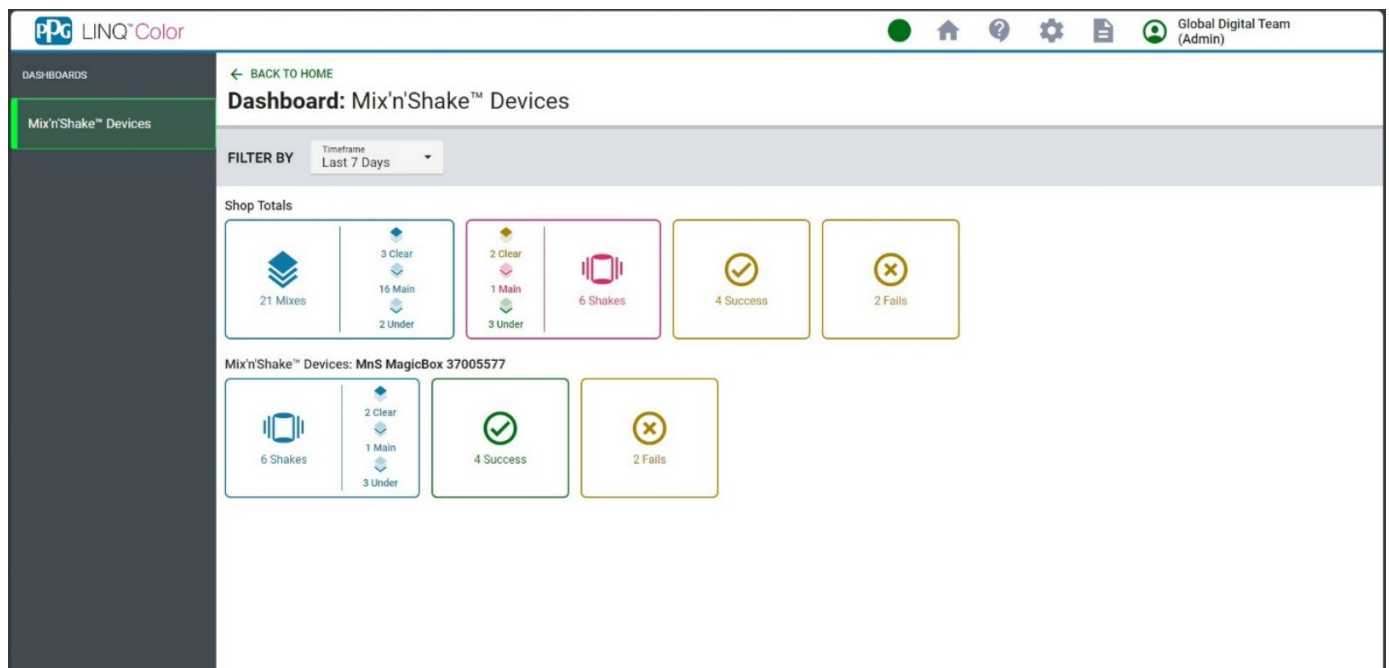 PPG LINQ™Color
Global Digital Team
(Admin)
DASHBOARDS
Mix'n'Shake™ Devices
← BACK TO HOME
Dashboard: Mix'n'Shake™ Devices
FILTER BY
Timeframe
Last 7 Days
Shop Totals
21 Mixes
3 Clear
16 Main
2 Under
2 Clear
1 Main
3 Under
6 Shakes
4 Success
2 Fails
Mix'n'Shake™ Devices: MnS MagicBox 37005577
6 Shakes
2 Clear
1 Main
3 Under
4 Success
2 Fails